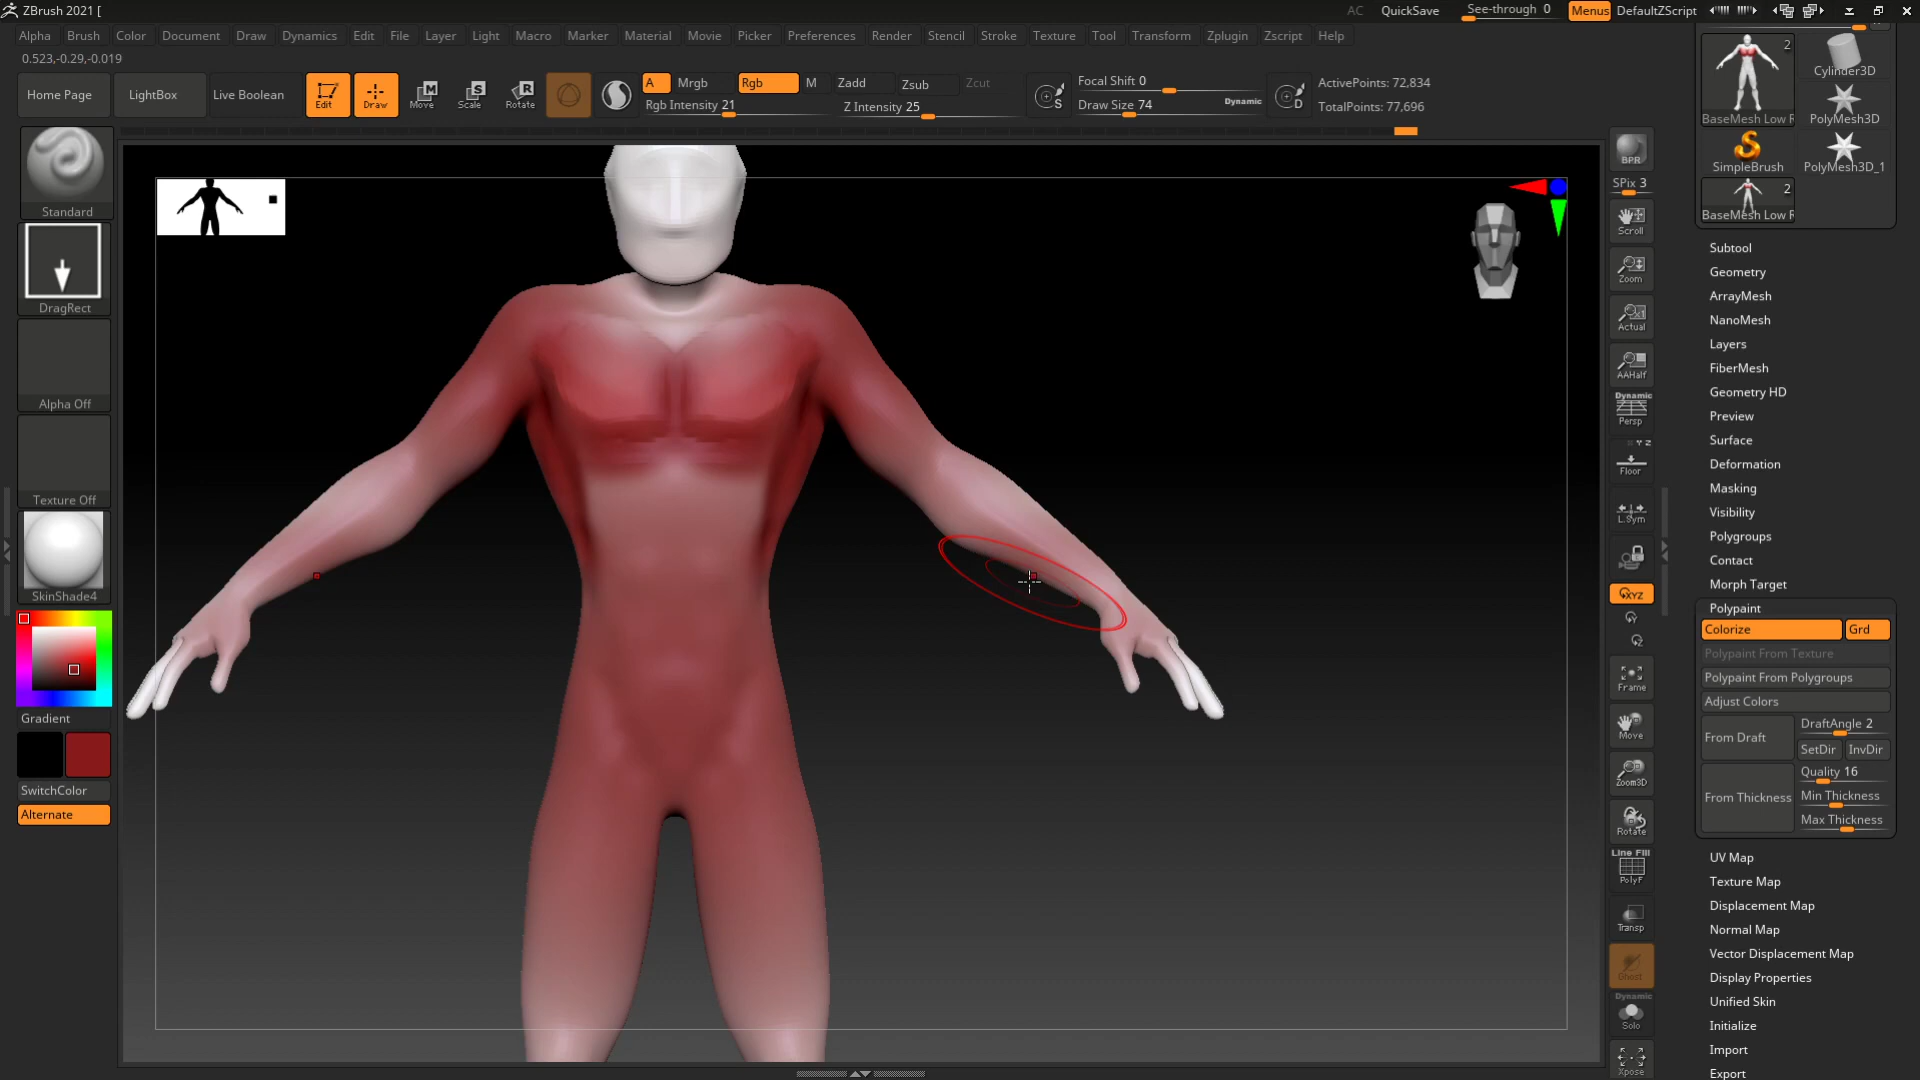 ZBrush 2021 [
AC QuickSave See-through 0 Menus DefaultZScript
Alpha Brush Color Document Draw Dynamics Edit File Layer Light Macro Marker Material Movie Picker Preferences Render Stencil Stroke Texture Tool Transform Zplugin Zscript Help
0.523,-0.29,-0.019
Home Page LightBox Live Boolean Edit Draw Move Scale Rotate
M S R
A Mrgb Rgb M Zadd Zsub Zcut
Rgb Intensity 21 Z Intensity 25
S Focal Shift 0
Draw Size 74 Dynamic
D ActivePoints: 72,834
TotalPoints: 77,696
Standard
DragRect
Alpha Off
Texture Off
SkinShade4
Gradient
SwitchColor
Alternate
BPR
SPix 3
Scroll
Zoom
Actual
AAHalf
Dynamic
Persp
Floor
L.Sym
XYZ
Frame
Move
Zoom3D
Rotate
Line Fill
PolyF
Transp
Ghost
Dynamic
Solo
Xpose
2
Cylinder3D
BaseMesh Low R
PolyMesh3D
S
SimpleBrush
PolyMesh3D_1
2
BaseMesh Low R
Subtool
Geometry
ArrayMesh
NanoMesh
Layers
FiberMesh
Geometry HD
Preview
Surface
Deformation
Masking
Visibility
Polygroups
Contact
Morph Target
Polypaint
Colorize Grd
Polypaint From Texture
Polypaint From Polygroups
Adjust Colors
From Draft DraftAngle 2
SetDir InvDir
From Thickness Quality 16
Min Thickness
Max Thickness
UV Map
Texture Map
Displacement Map
Normal Map
Vector Displacement Map
Display Properties
Unified Skin
Initialize
Import
Export